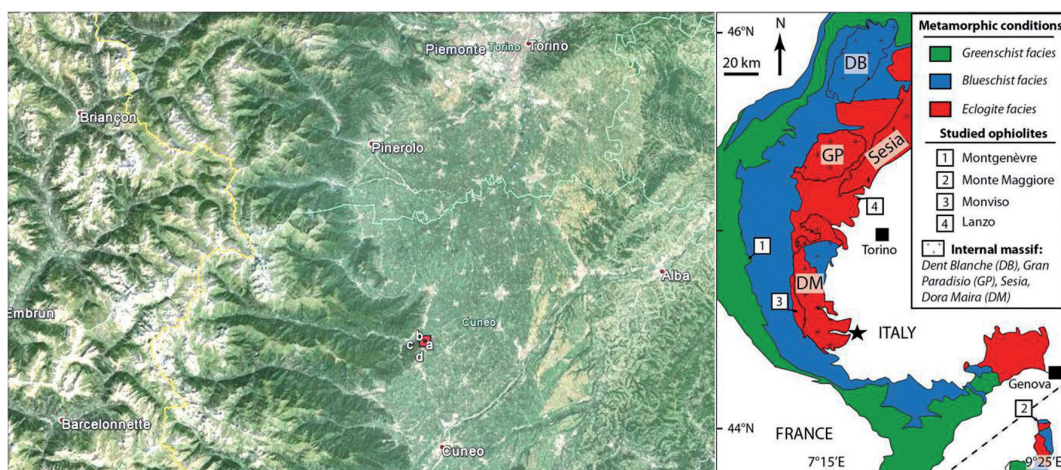 Piemonte
Torino
Torino
Briançon
Pinerolo
Alba
Embrun
Cuneo
b
c a
d
Barcelonnette
Cuneo
46°N
N
20 km
DB
GP
Sesia
4
Torino
1
DM
3
ITALY
Genova
2
44°N
FRANCE
7°15'E
9°25'E
Metamorphic conditions
Greenschist facies
Blueschist facies
Eclogite facies
Studied ophiolites
1 Montgenèvre
2 Monte Maggiore
3 Monviso
4 Lanzo
Internal massif:
Dent Blanche (DB), Gran
Paradisio (GP), Sesia,
Dora Maira (DM)